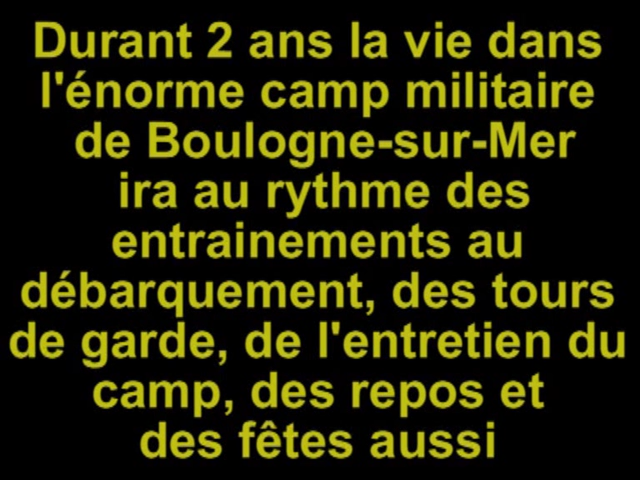 Durant 2 ans la vie dans
l'énorme camp militaire
de Boulogne-sur-Mer
ira au rythme des
entrainements au
débarquement, des tours
de garde, de l'entretien du
camp, des repos et
des fêtes aussi